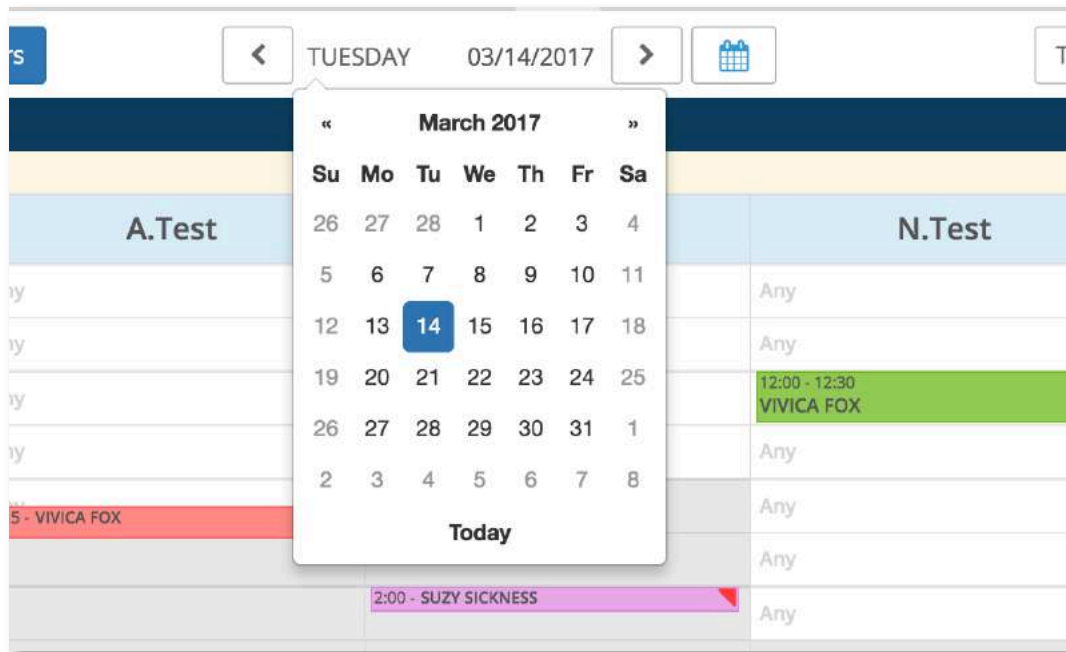 TUESDAY 03/14/2017
« March 2017 »
Su Mo Tu We Th Fr Sa
26 27 28 1 2 3 4
5 6 7 8 9 10 11
12 13 14 15 16 17 18
19 20 21 22 23 24 25
26 27 28 29 30 31 1
2 3 4 5 6 7 8
Today
A.Test
5 - VIVICA FOX
2:00 - SUZY SICKNESS
N.Test
Any
Any
12:00 - 12:30
VIVICA FOX
Any
Any
Any
Any